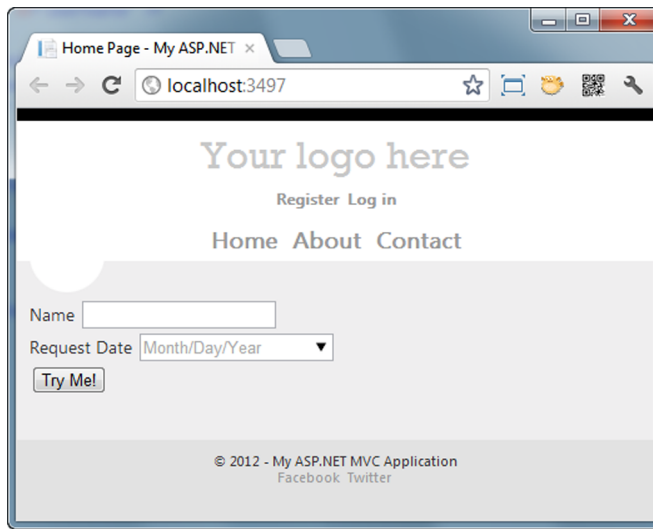 Home Page - My ASP.NET
localhost:3497
Your logo here
Register Log in
Home About Contact
Name
Request Date Month/Day/Year
Try Me!
© 2012 - My ASP.NET MVC Application
Facebook Twitter